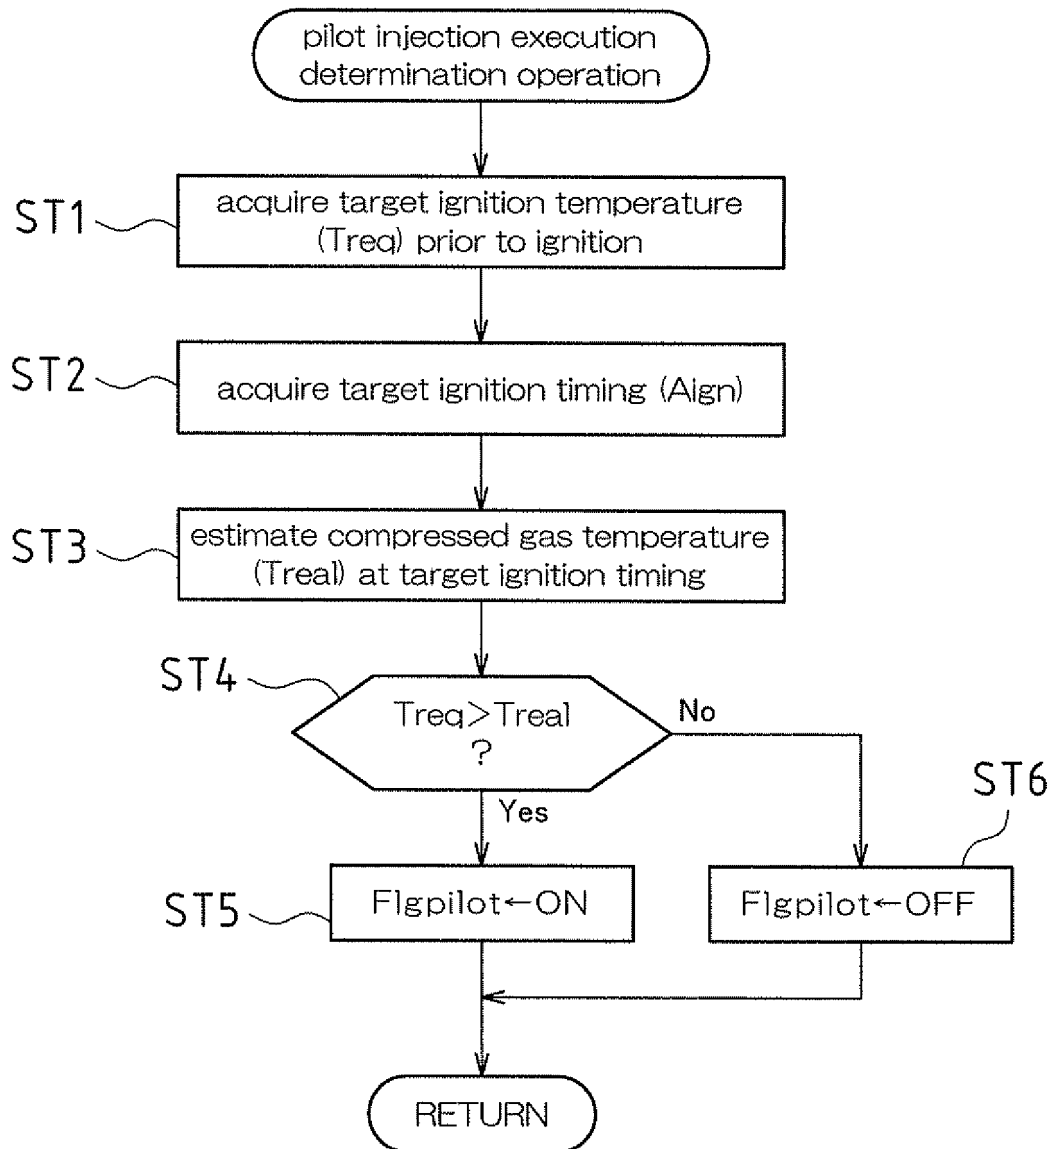 pilot injection execution
determination operation
ST1
acquire target ignition temperature
(Treq) prior to ignition
ST2
acquire target ignition timing (Aign)
ST3
estimate compressed gas temperature
(Treal) at target ignition timing
ST4
Treq>Treal
?
No
Yes
ST5
Flgpilot←ON
ST6
Flgpilot←OFF
RETURN